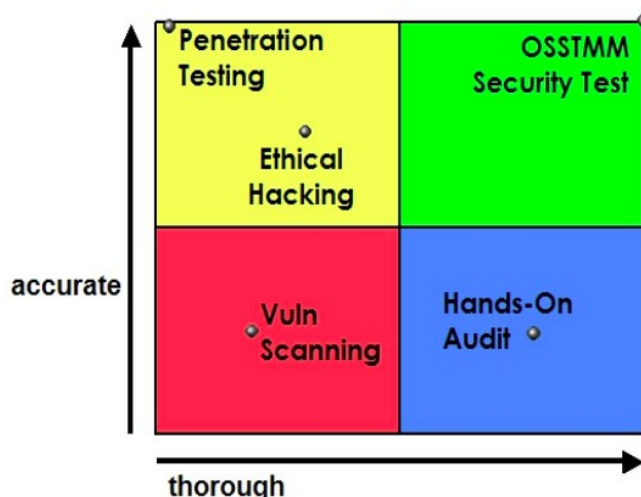 Penetration
Testing
OSSTMM
Security Test
Ethical
Hacking
accurate
Vuln
Scanning
Hands-On
Audit
thorough